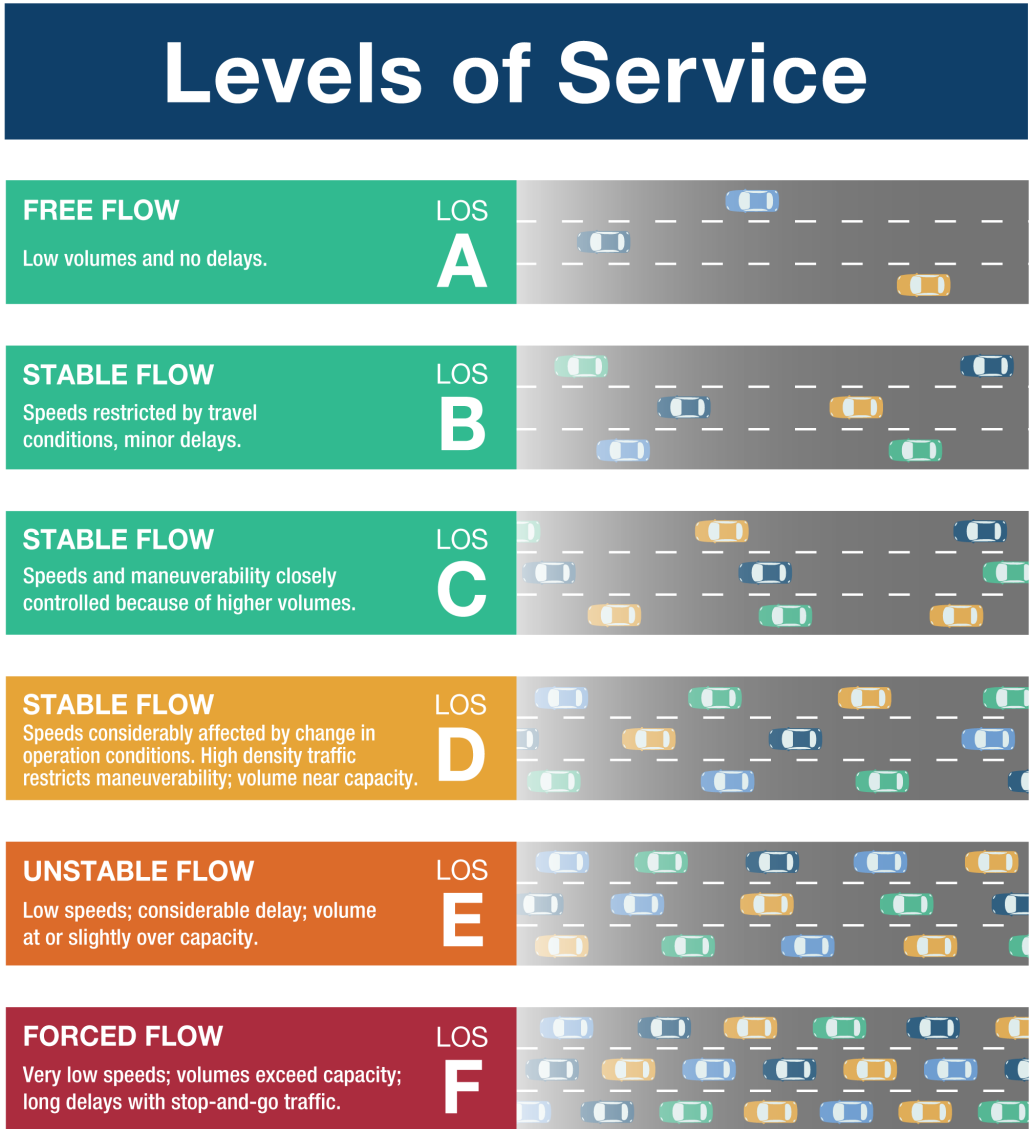 Levels of Service
FREE FLOW
Low volumes and no delays.
LOS
A
STABLE FLOW
Speeds restricted by travel
conditions, minor delays.
LOS
B
STABLE FLOW
Speeds and maneuverability closely
controlled because of higher volumes.
LOS
C
STABLE FLOW
Speeds considerably affected by change in
operation conditions. High density traffic
restricts maneuverability; volume near capacity.
LOS
D
UNSTABLE FLOW
Low speeds; considerable delay; volume
at or slightly over capacity.
LOS
E
FORCED FLOW
Very low speeds; volumes exceed capacity;
long delays with stop-and-go traffic.
LOS
F